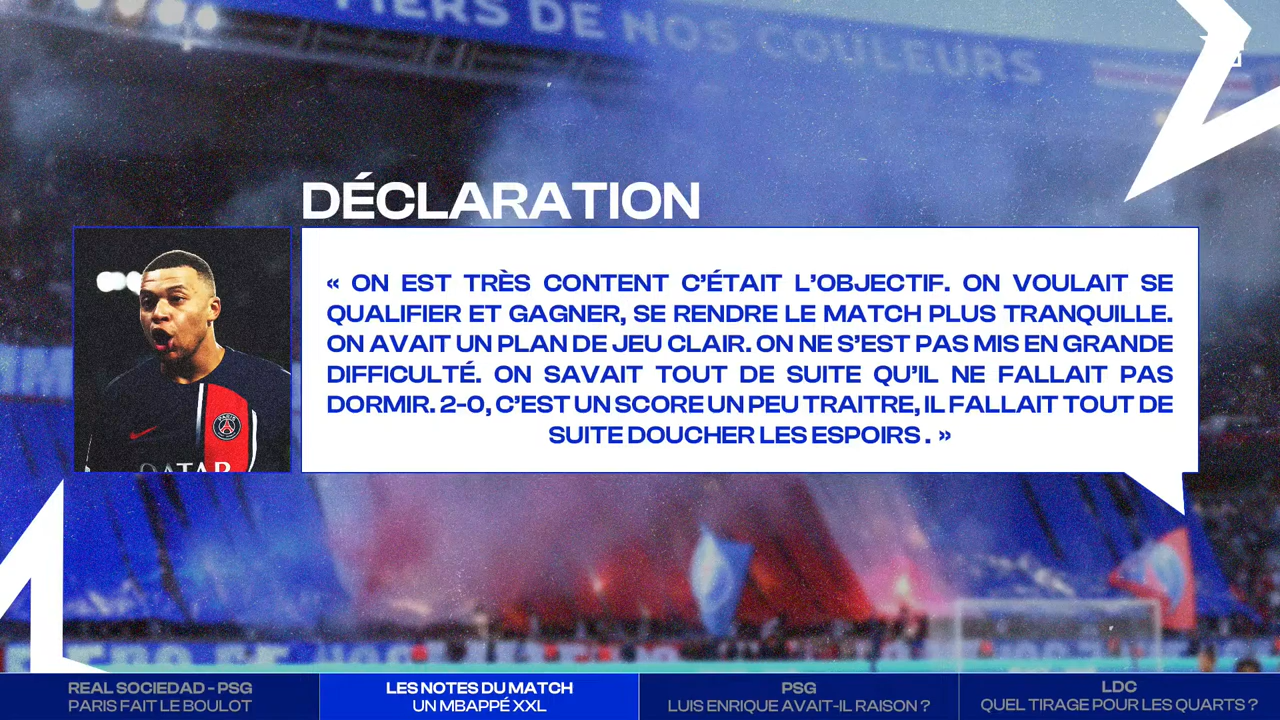 FIERS DE NOS COULEURS
DÉCLARATION
« ON EST TRÈS CONTENT C'ÉTAIT L'OBJECTIF. ON VOULAIT SE
QUALIFIER ET GAGNER, SE RENDRE LE MATCH PLUS TRANQUILLE.
ON AVAIT UN PLAN DE JEU CLAIR. ON NE S'EST PAS MIS EN GRANDE
DIFFICULTÉ. ON SAVAIT TOUT DE SUITE QU'IL NE FALLAIT PAS
DORMIR. 2-0, C'EST UN SCORE UN PEU TRAITRE, IL FALLAIT TOUT DE
SUITE DOUCHER LES ESPOIRS . »
PARIS
QATAR
REAL SOCIEDAD - PSG
PARIS FAIT LE BOULOT
LES NOTES DU MATCH
UN MBAPPÉ XXL
PSG
LUIS ENRIQUE AVAIT-IL RAISON ?
LDC
QUEL TIRAGE POUR LES QUARTS ?